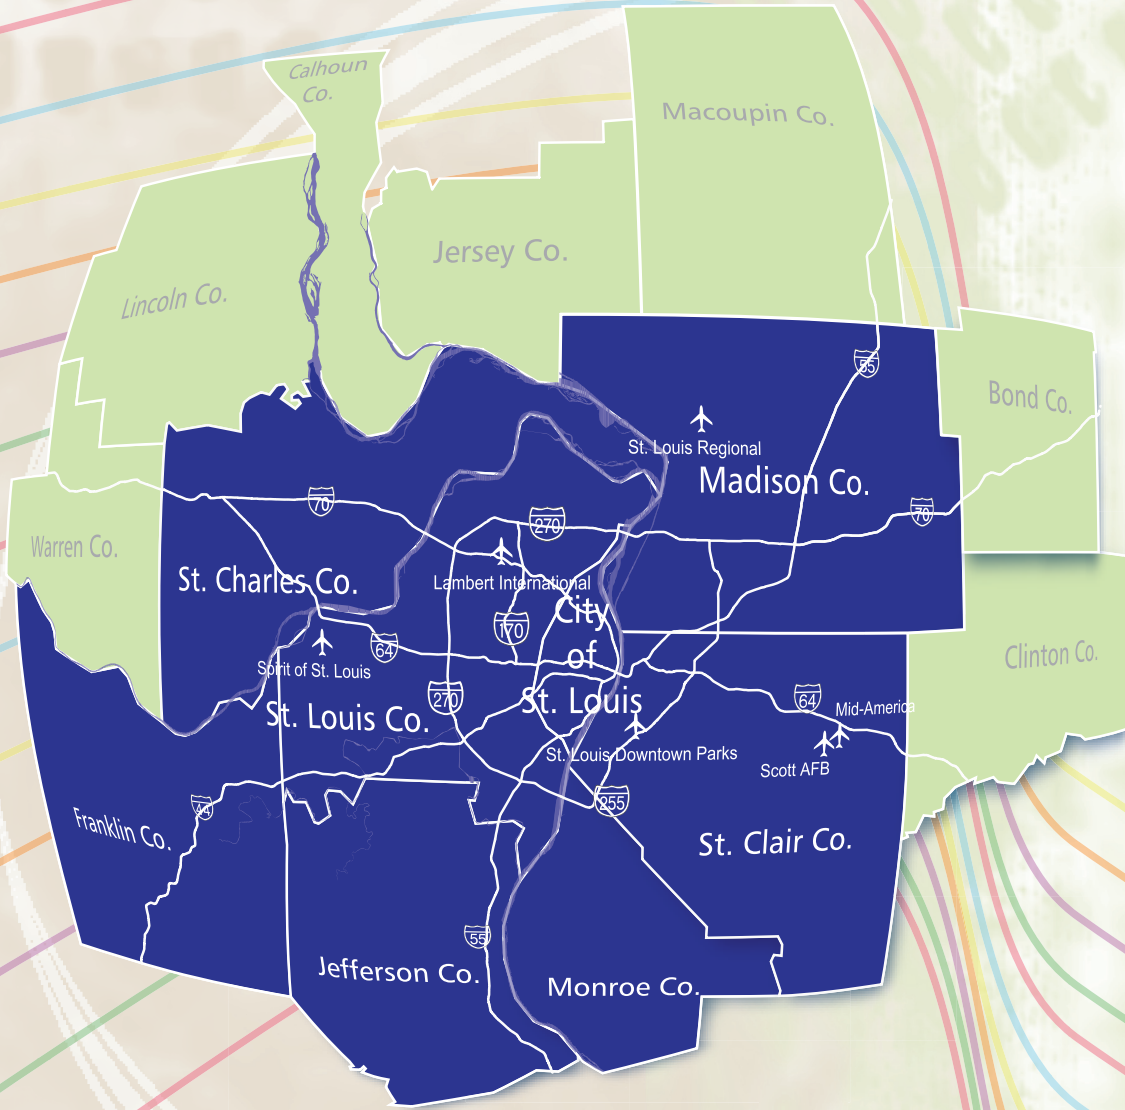 Calhoun
Co.
Macoupin Co.
Jersey Co.
Lincoln Co.
55
Bond Co.
St. Louis Regional
Madison Co.
70
70
270
Warren Co.
St. Charles Co.
Lambert International
City
of
St. Louis
170
64
Spirit of St. Louis
Clinton Co.
270
64
Mid-America
St. Louis Co.
St. Louis Downtown Parks
Scott AFB
44
255
Franklin Co.
St. Clair Co.
55
Jefferson Co.
Monroe Co.